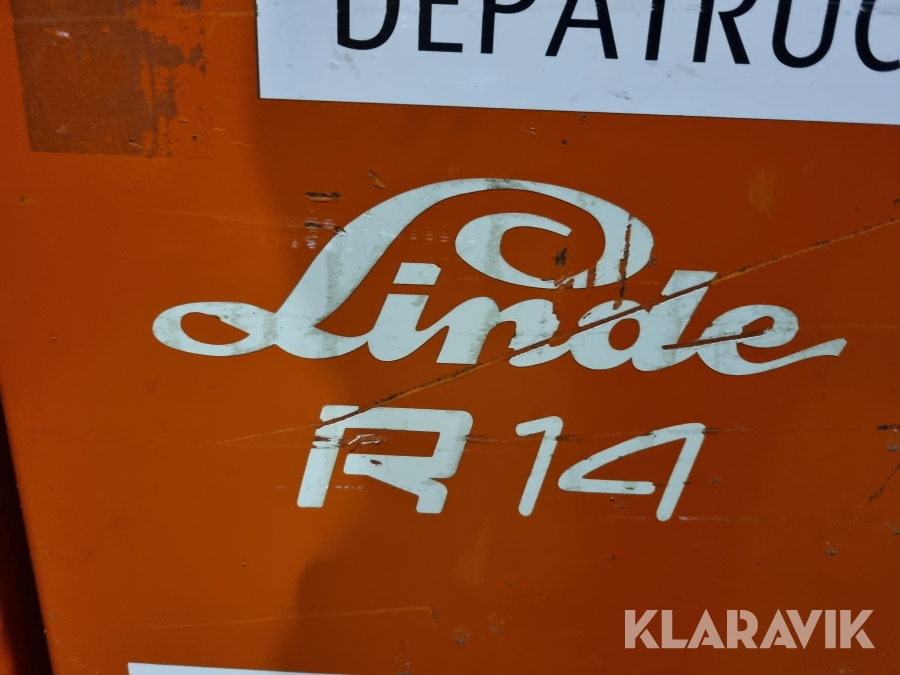 DEPATRUC
Linde
R14
KLARAVIK